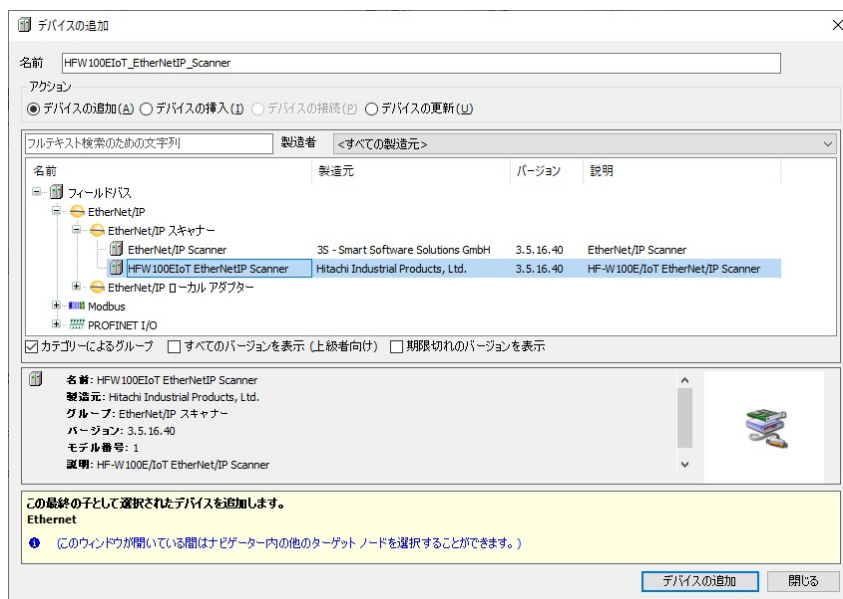 デバイスの追加
名前 HFW100EIoT_EtherNetIP_Scanner
アクション
デバイスの追加(A) デバイスの挿入(I) デバイスの接続(P) デバイスの更新(U)
フルテキスト検索のための文字列 製造者 <すべての製造元>
名前 製造元 バージョン 説明
フィールドバス
EtherNet/IP
EtherNet/IP スキャナー
EtherNet/IP Scanner 3S - Smart Software Solutions GmbH 3.5.16.40 EtherNet/IP Scanner
HFW100EIoT EtherNetIP Scanner Hitachi Industrial Products, Ltd. 3.5.16.40 HF-W100E/IoT EtherNet/IP Scanner
EtherNet/IP ローカル アダプター
Modbus
PROFINET I/O
カテゴリーによるグループ すべてのバージョンを表示 (上級者向け) 期限切れのバージョンを表示
名前: HFW100EIoT EtherNetIP Scanner
製造元: Hitachi Industrial Products, Ltd.
グループ: EtherNet/IP スキャナー
バージョン: 3.5.16.40
モデル番号: 1
説明: HF-W100E/IoT EtherNet/IP Scanner
この最終の子として選択されたデバイスを追加します。
Ethernet
(このウィンドウが開いている間はナビゲーター内の他のターゲット ノードを選択することができます。)
デバイスの追加 閉じる